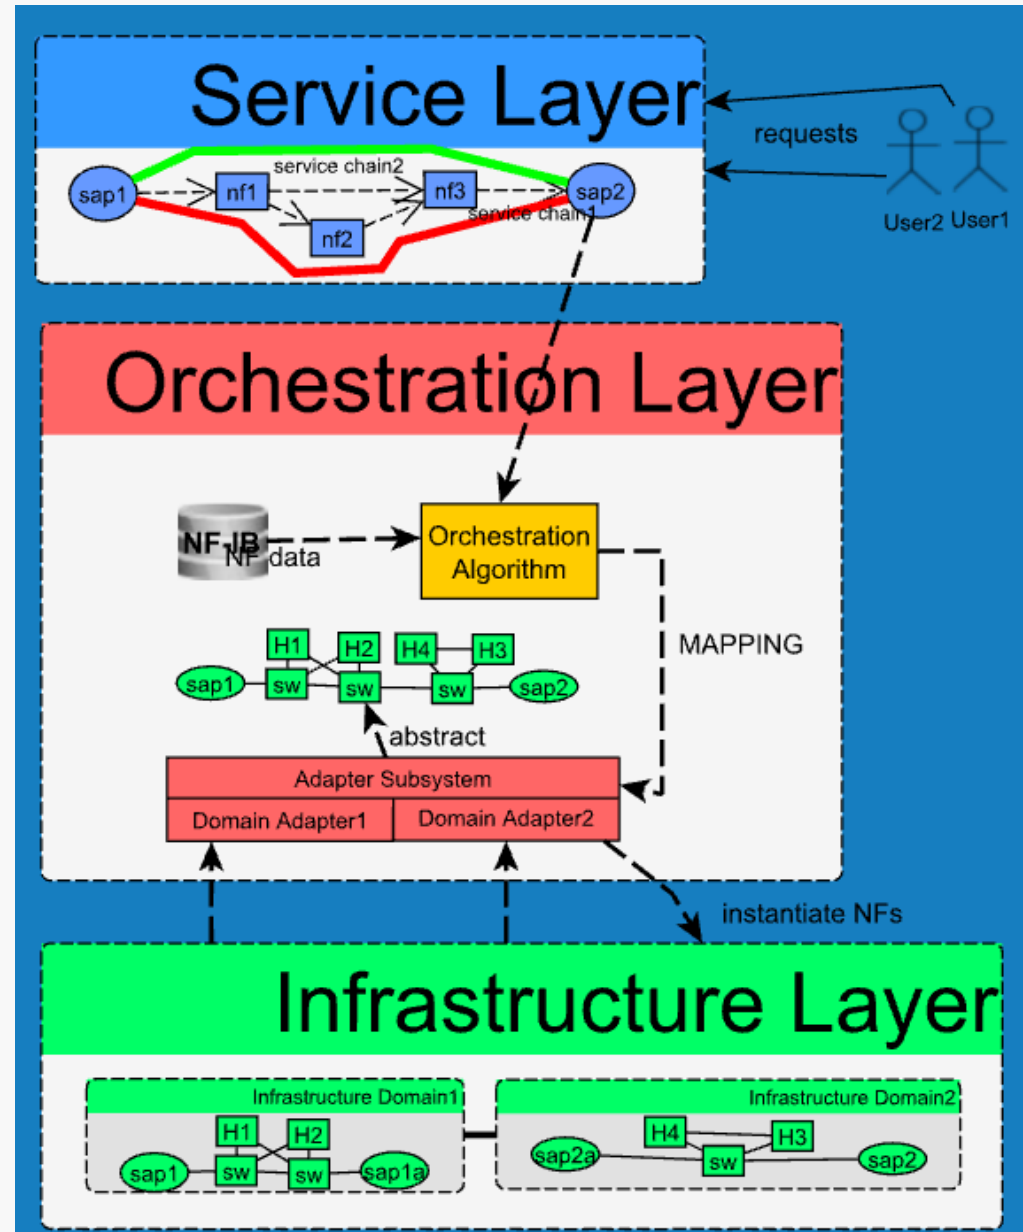 Service Layer
requests
service chain2
sap1
nf1
nf3
sap2
service chain1
nf2
User2
User1
Orchestration Layer
NF-IB
NF data
Orchestration
Algorithm
MAPPING
H1
H2
H4
H3
sap1
sw
sw
sw
sap2
abstract
Adapter Subsystem
Domain Adapter1
Domain Adapter2
instantiate NFs
Infrastructure Layer
Infrastructure Domain1
H1
H2
sap1
sw
sw
sap1a
Infrastructure Domain2
H4
H3
sap2a
sw
sap2